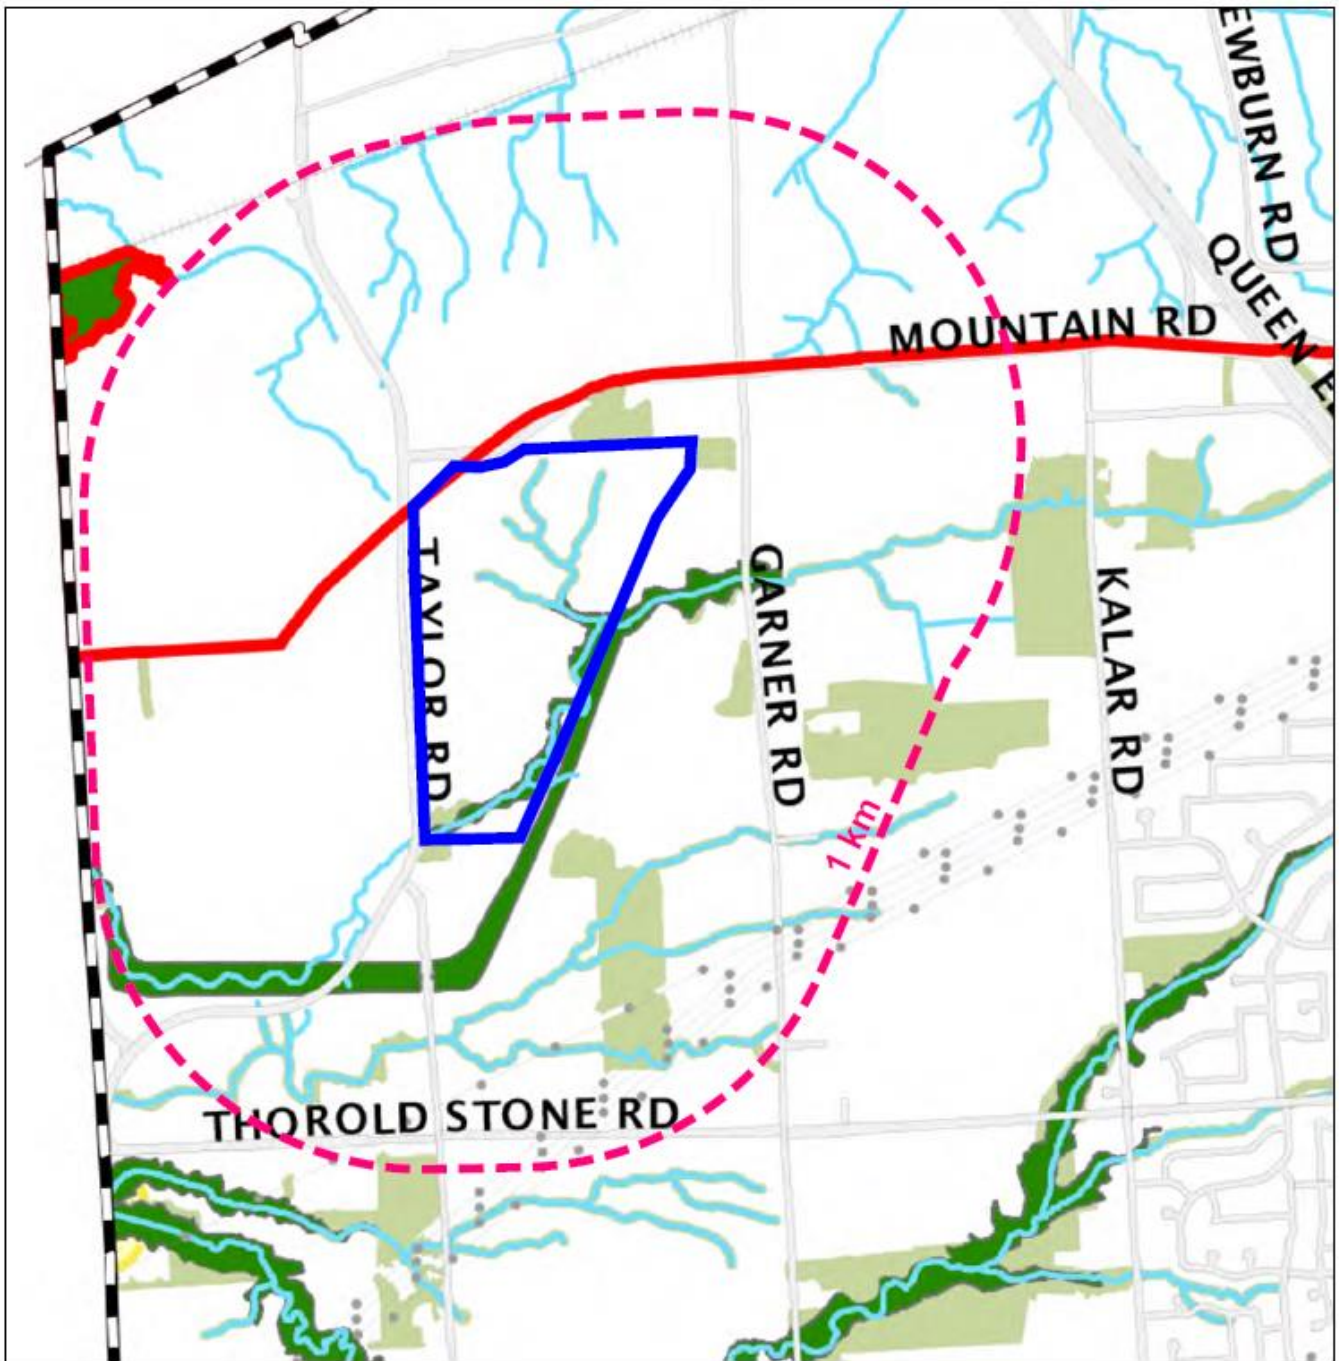 EWBURN RD
QUEEN E
MOUNTAIN RD
TAYLOR RD
GARNER RD
KALAR RD
1 km
THOROLD STONE RD